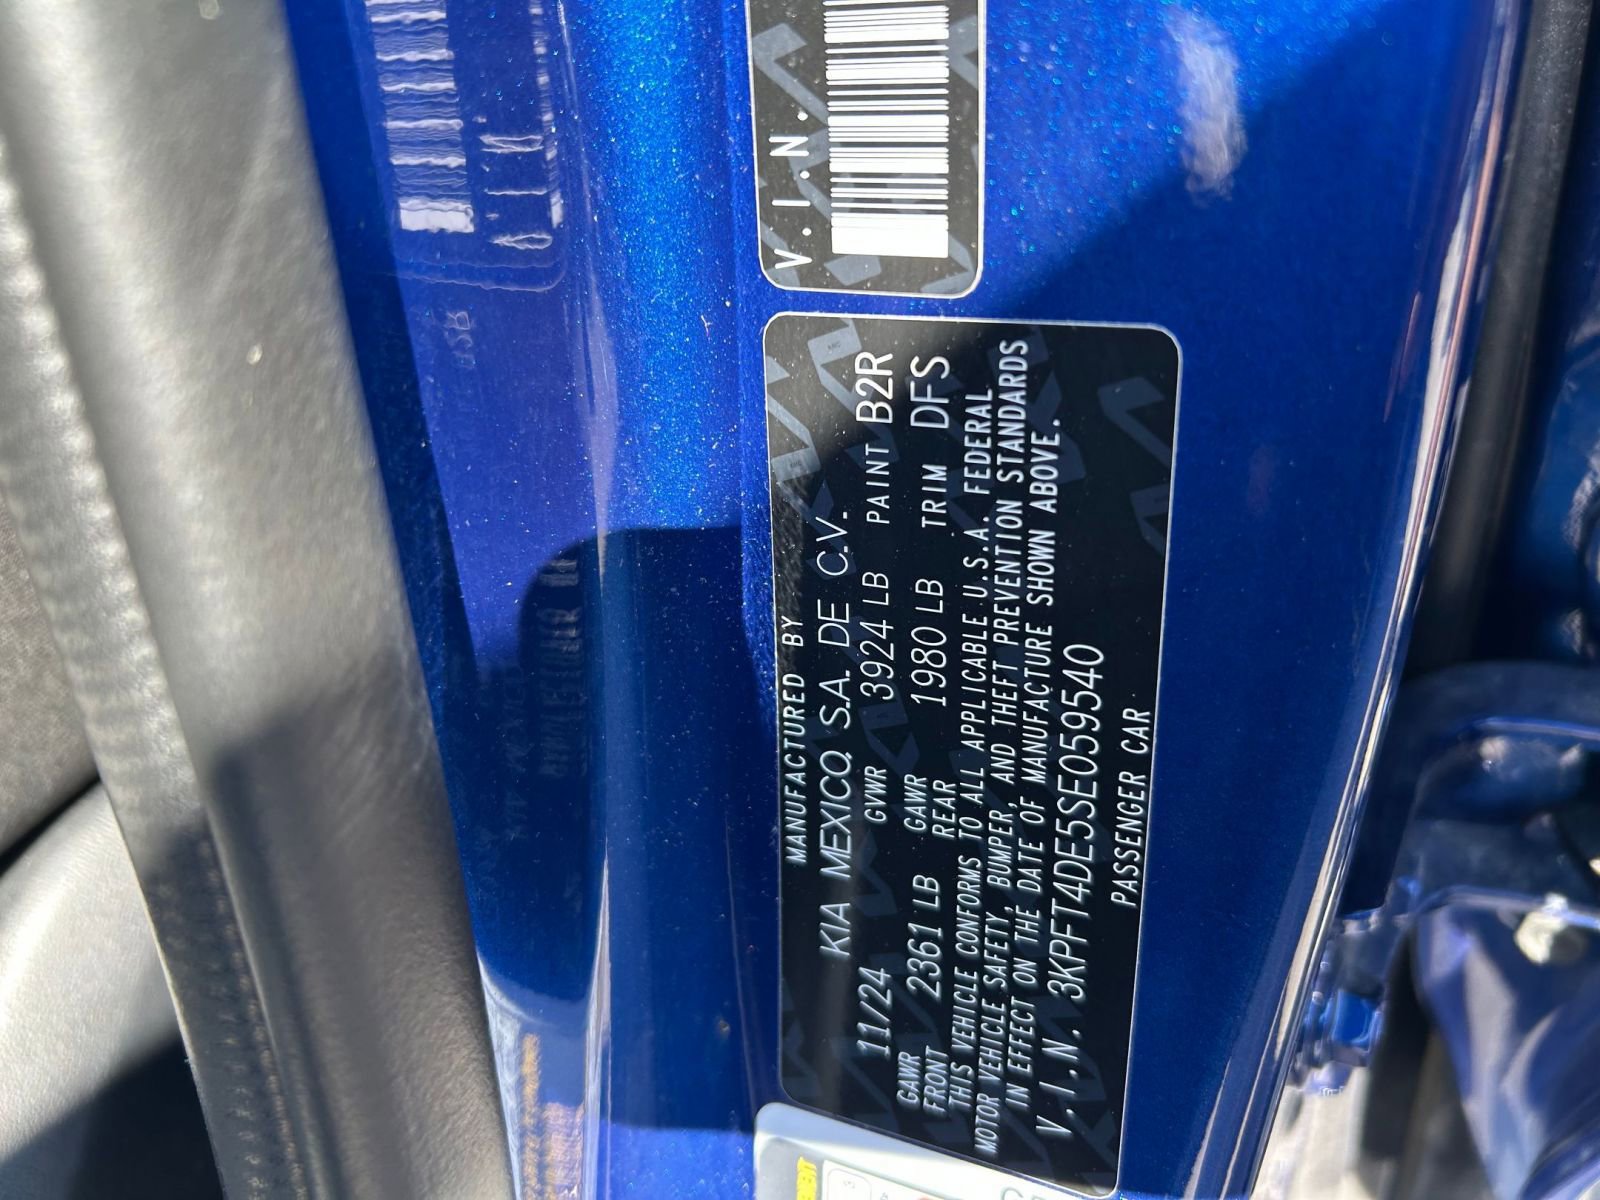 V.I.N.
MANUFACTURED BY
KIA MEXICO, S.A. DE C.V.
11/24 GVWR 3924 LB PAINT B2R
GAWR FRONT 2361 LB GAWR REAR 1980 LB TRIM DFS
THIS VEHICLE CONFORMS TO ALL APPLICABLE U.S.A. FEDERAL
MOTOR VEHICLE SAFETY, BUMPER, AND THEFT PREVENTION STANDARDS
IN EFFECT ON THE DATE OF MANUFACTURE SHOWN ABOVE.
V.I.N. 3KPFT4DE5SE059540
PASSENGER CAR